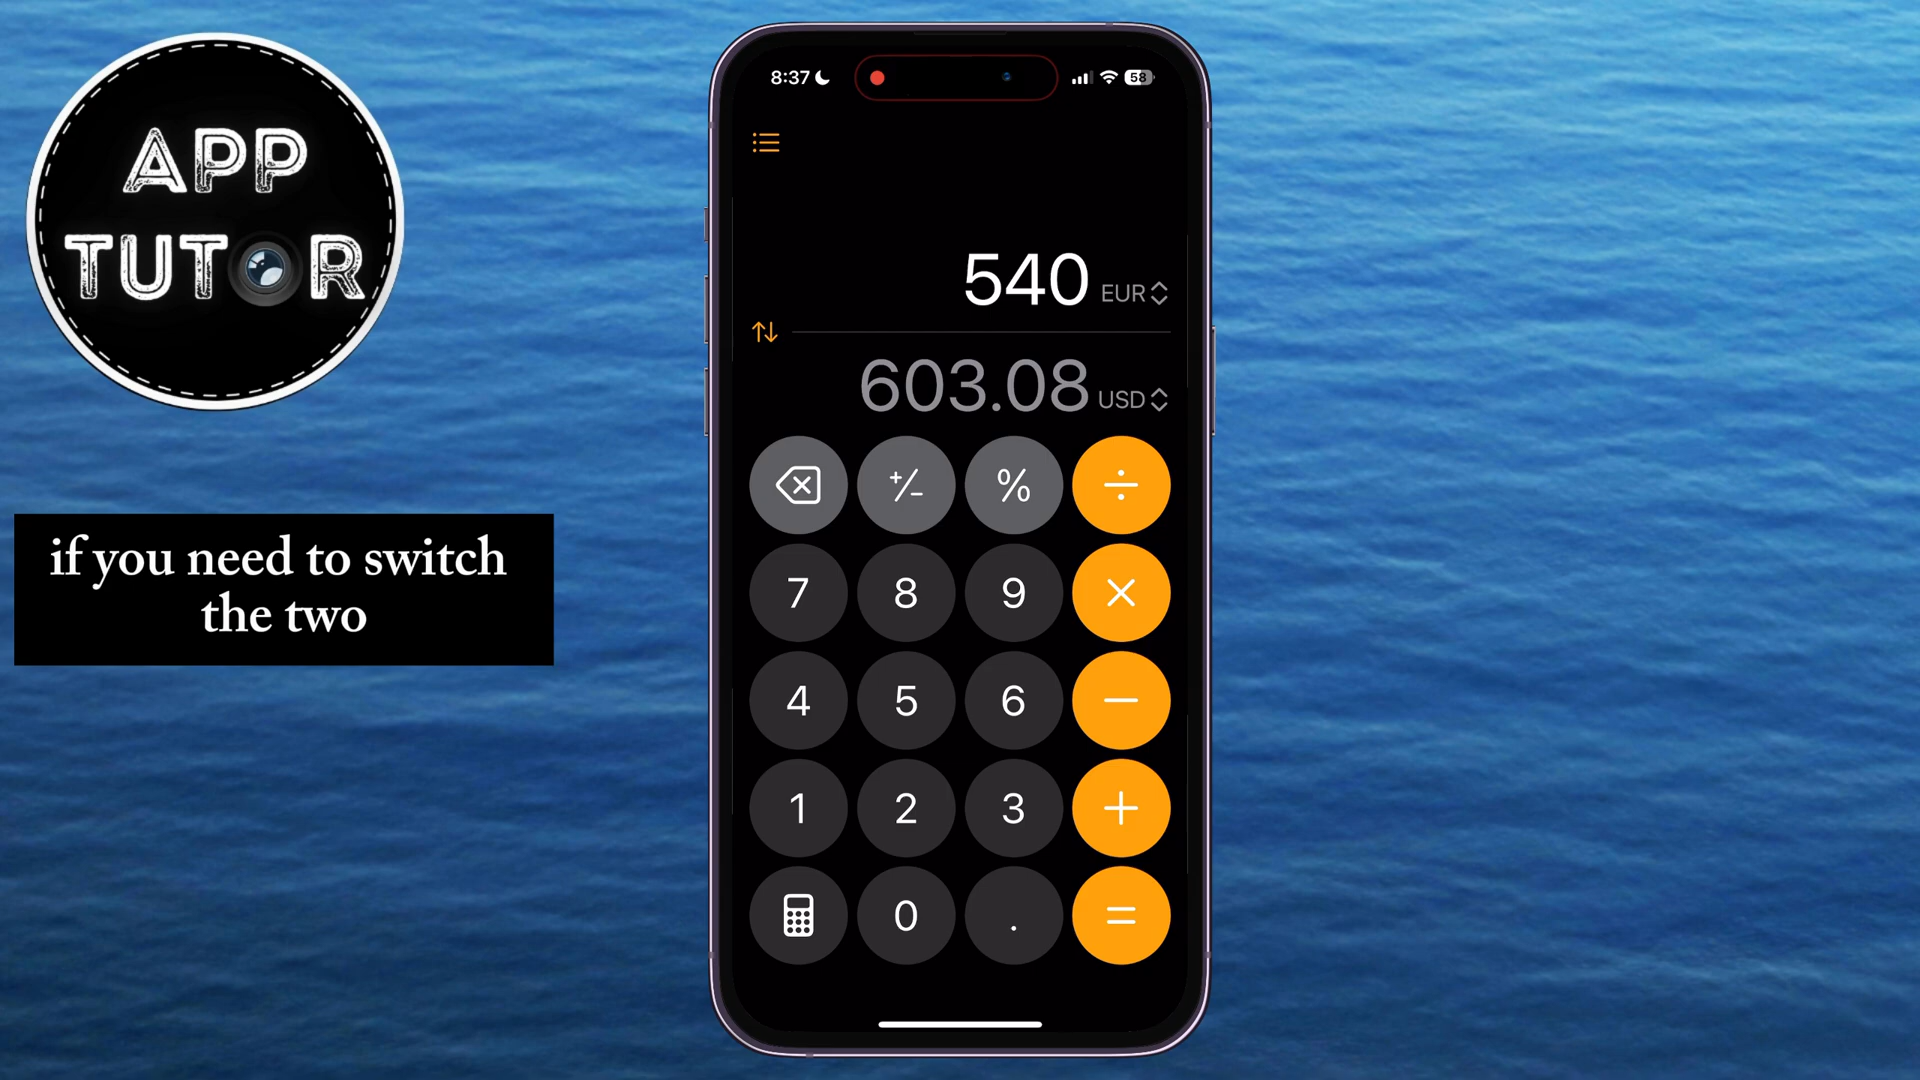 APP
TUTOR
if you need to switch
the two
8:37
58
540 EUR
603.08 USD
+/- % ÷
7 8 9 ×
4 5 6 −
1 2 3 +
0 . =